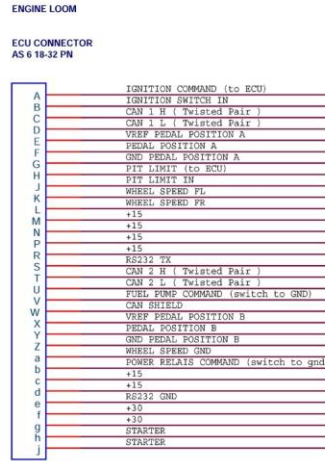 ENGINE LOOM
ECU CONNECTOR
AS 6 18-32 PN
A IGNITION COMMAND (to ECU)
B IGNITION SWITCH IN
C CAN 1 H ( Twisted Pair )
D CAN 1 L ( Twisted Pair )
E VREF PEDAL POSITION A
F PEDAL POSITION A
G GND PEDAL POSITION A
H PIT LIMIT (to ECU)
J PIT LIMIT IN
K WHEEL SPEED FL
L WHEEL SPEED FR
M +15
N +15
P +15
R +15
S RS232 TX
T CAN 2 H ( Twisted Pair )
U CAN 2 L ( Twisted Pair )
V FUEL PUMP COMMAND (switch to GND)
W CAN SHIELD
X VREF PEDAL POSITION B
Y PEDAL POSITION B
Z GND PEDAL POSITION B
a WHEEL SPEED GND
b POWER RELAIS COMMAND (switch to gnd
c +15
d +15
e RS232 GND
f +30
g +30
h STARTER
j STARTER